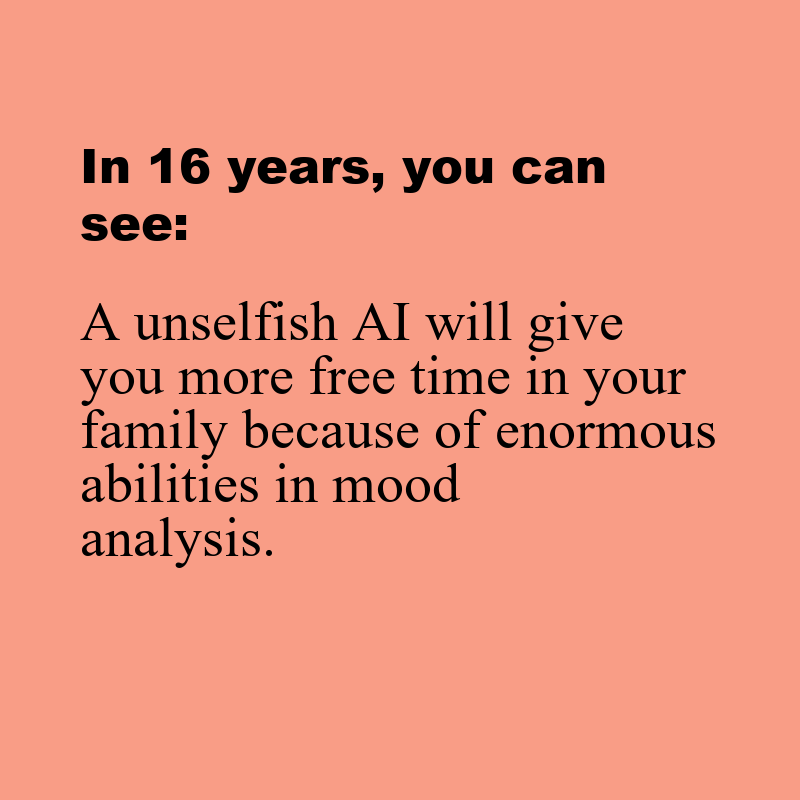 In 16 years, you can
see:
A unselfish AI will give
you more free time in your
family because of enormous
abilities in mood
analysis.